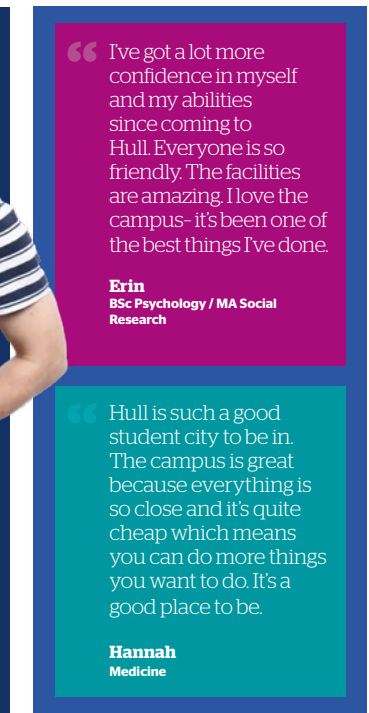 I've got a lot more
confidence in myself
and my abilities
since coming to
Hull. Everyone is so
friendly. The facilities
are amazing. I love the
campus – it's been one of
the best things I've done.
Erin
BSc Psychology / MA Social
Research
Hull is such a good
student city to be in.
The campus is great
because everything is
so close and it's quite
cheap which means
you can do more things
you want to do. It's a
good place to be.
Hannah
Medicine